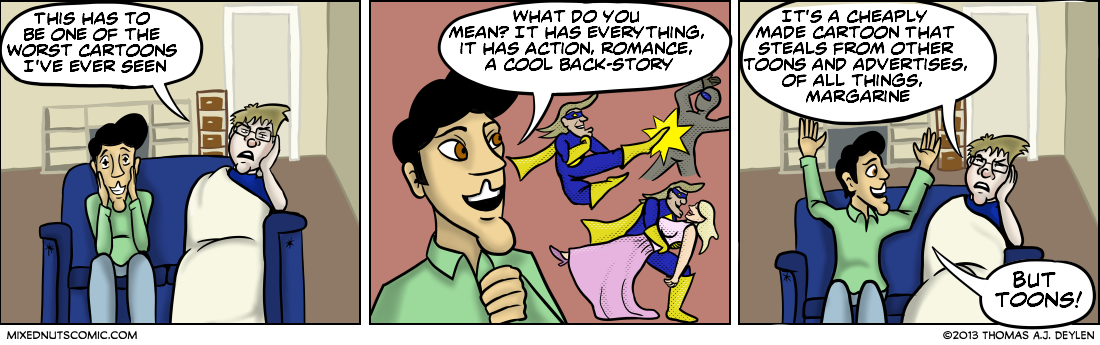 THIS HAS TO
BE ONE OF THE
WORST CARTOONS
I'VE EVER SEEN
WHAT DO YOU
MEAN? IT HAS EVERYTHING,
IT HAS ACTION, ROMANCE,
A COOL BACK-STORY
IT'S A CHEAPLY
MADE CARTOON THAT
STEALS FROM OTHER
TOONS AND ADVERTISES,
OF ALL THINGS,
MARGARINE
BUT
TOONS!
MIXEDNUTSCOMIC.COM
©2013 THOMAS A.J. DEYLEN